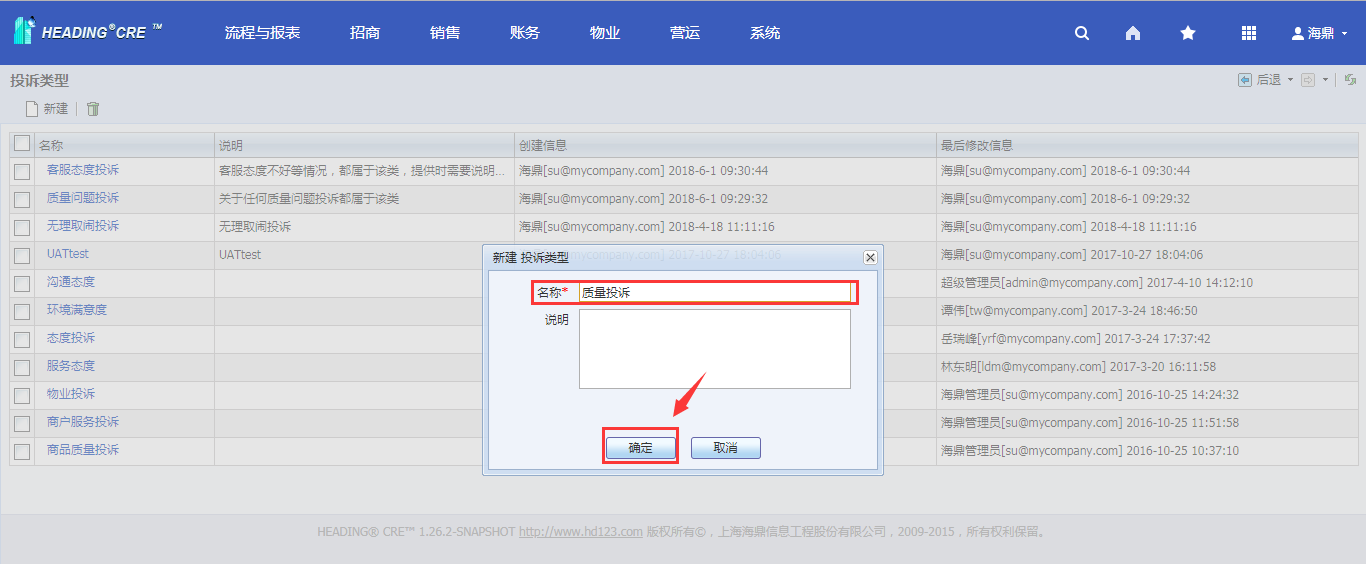 HEADING®CRE ™ 流程与报表 招商 销售 账务 物业 营运 系统 海鼎
投诉类型 后退
新建
名称 说明 创建信息 最后修改信息
客服态度投诉 客服态度不好等情况，都属于该类，提供时需要说明... 海鼎[su@mycompany.com] 2018-6-1 09:30:44 海鼎[su@mycompany.com] 2018-6-1 09:30:44
质量问题投诉 关于任何质量问题投诉都属于该类 海鼎[su@mycompany.com] 2018-6-1 09:29:32 海鼎[su@mycompany.com] 2018-6-1 09:29:32
无理取闹投诉 无理取闹投诉 海鼎[su@mycompany.com] 2018-4-18 11:11:16 海鼎[su@mycompany.com] 2018-4-18 11:11:16
UATtest UATtest 海鼎[su@mycompany.com] 2017-10-27 18:04:06 海鼎[su@mycompany.com] 2017-10-27 18:04:06
沟通态度 超级管理员[admin@mycompany.com] 2017-4-10 14:12:10
环境满意度 谭伟[tw@mycompany.com] 2017-3-24 18:46:50
态度投诉 岳瑞峰[yrf@mycompany.com] 2017-3-24 17:37:42
服务态度 林东明[ldm@mycompany.com] 2017-3-20 16:11:58
物业投诉 海鼎管理员[su@mycompany.com] 2016-10-25 14:24:32
商户服务投诉 海鼎管理员[su@mycompany.com] 2016-10-25 11:51:58
商品质量投诉 海鼎管理员[su@mycompany.com] 2016-10-25 10:37:10
新建 投诉类型
名称* 质量投诉
说明
确定 取消
HEADING® CRE™ 1.26.2-SNAPSHOT http://www.hd123.com 版权所有©，上海海鼎信息工程股份有限公司，2009-2015，所有权利保留。